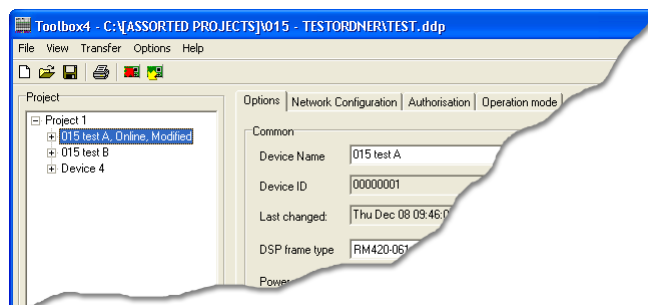 Toolbox4 - C:\[ASSORTED PROJECTS]\015 - TESTORDNER\TEST.ddp
File View Transfer Options Help
Project
Project 1
015 test A, Online, Modified
015 test B
Device 4
Options Network Configuration Authorisation Operation mode
Common
Device Name 015 test A
Device ID 00000001
Last changed: Thu Dec 08 09:46:0
DSP frame type RM420-061
Power